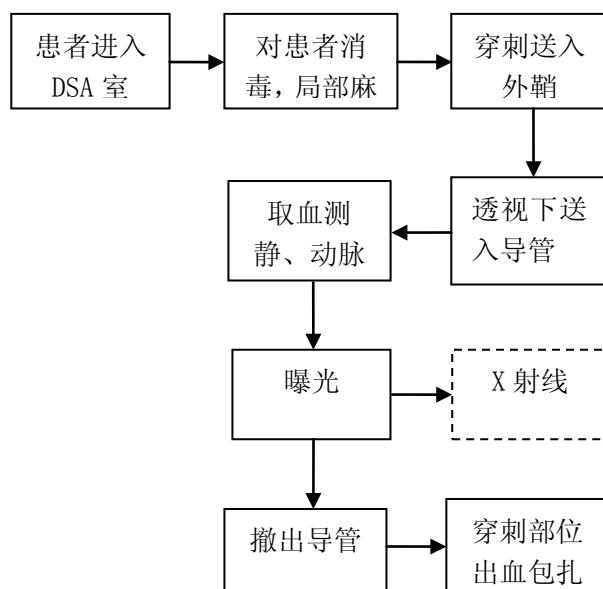 患者进入
DSA 室
对患者消
毒，局部麻
穿刺送入
外鞘
透视下送
入导管
取血测
静、动脉
曝光
X 射线
撤出导管
穿刺部位
出血包扎